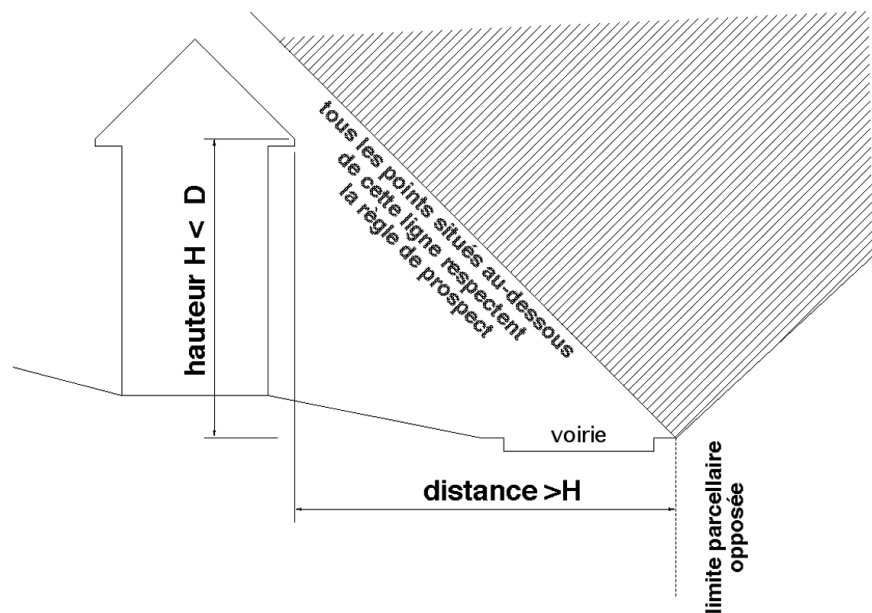 tous les points situés au-dessous
de cette ligne respectent
la règle de prospect
hauteur H < D
voirie
distance >H
limite parcellaire
opposée